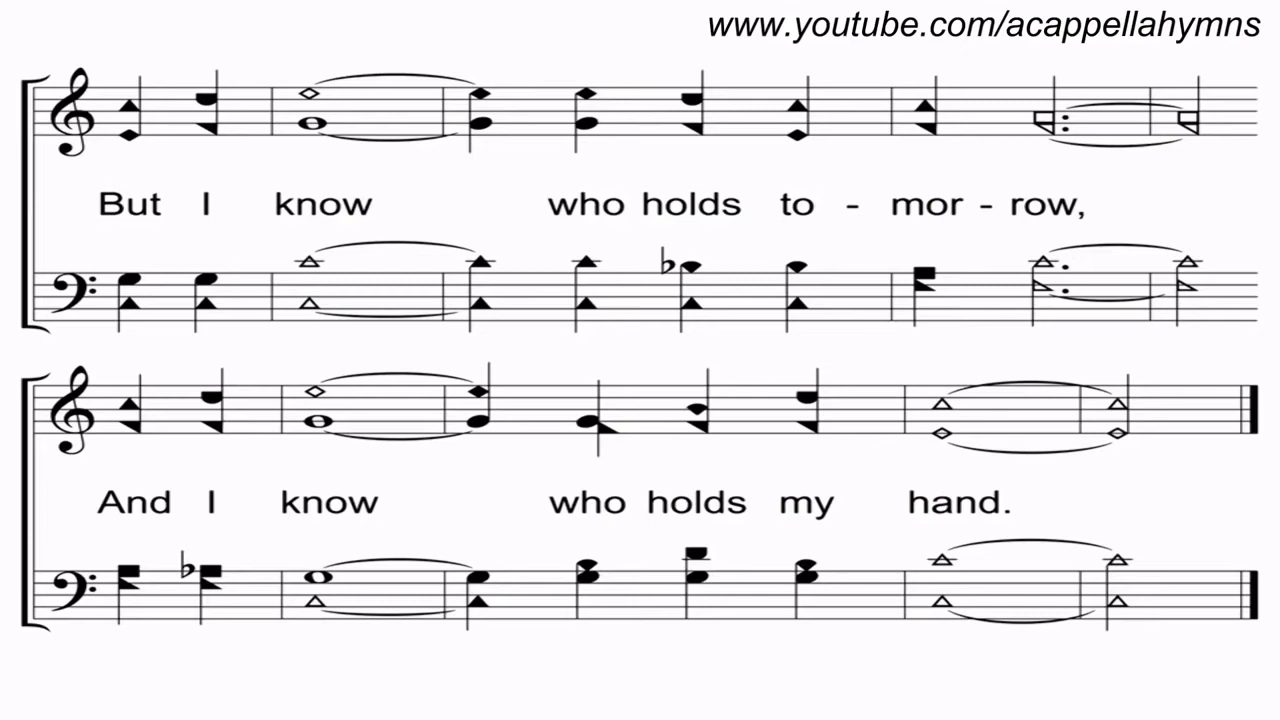 www.youtube.com/acappellahymns
But I know who holds to - mor - row,
And I know who holds my hand.